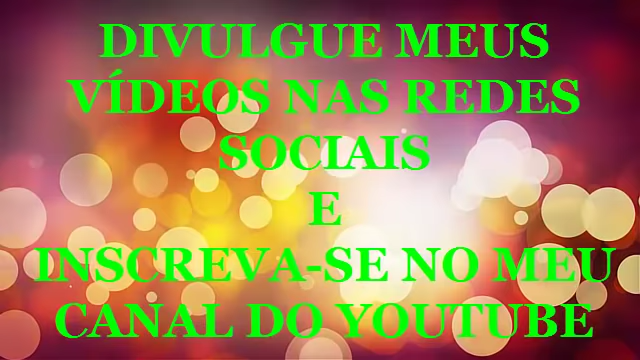 DIVULGUE MEUS
VÍDEOS NAS REDES
SOCIAIS
E
INSCREVA-SE NO MEU
CANAL DO YOUTUBE